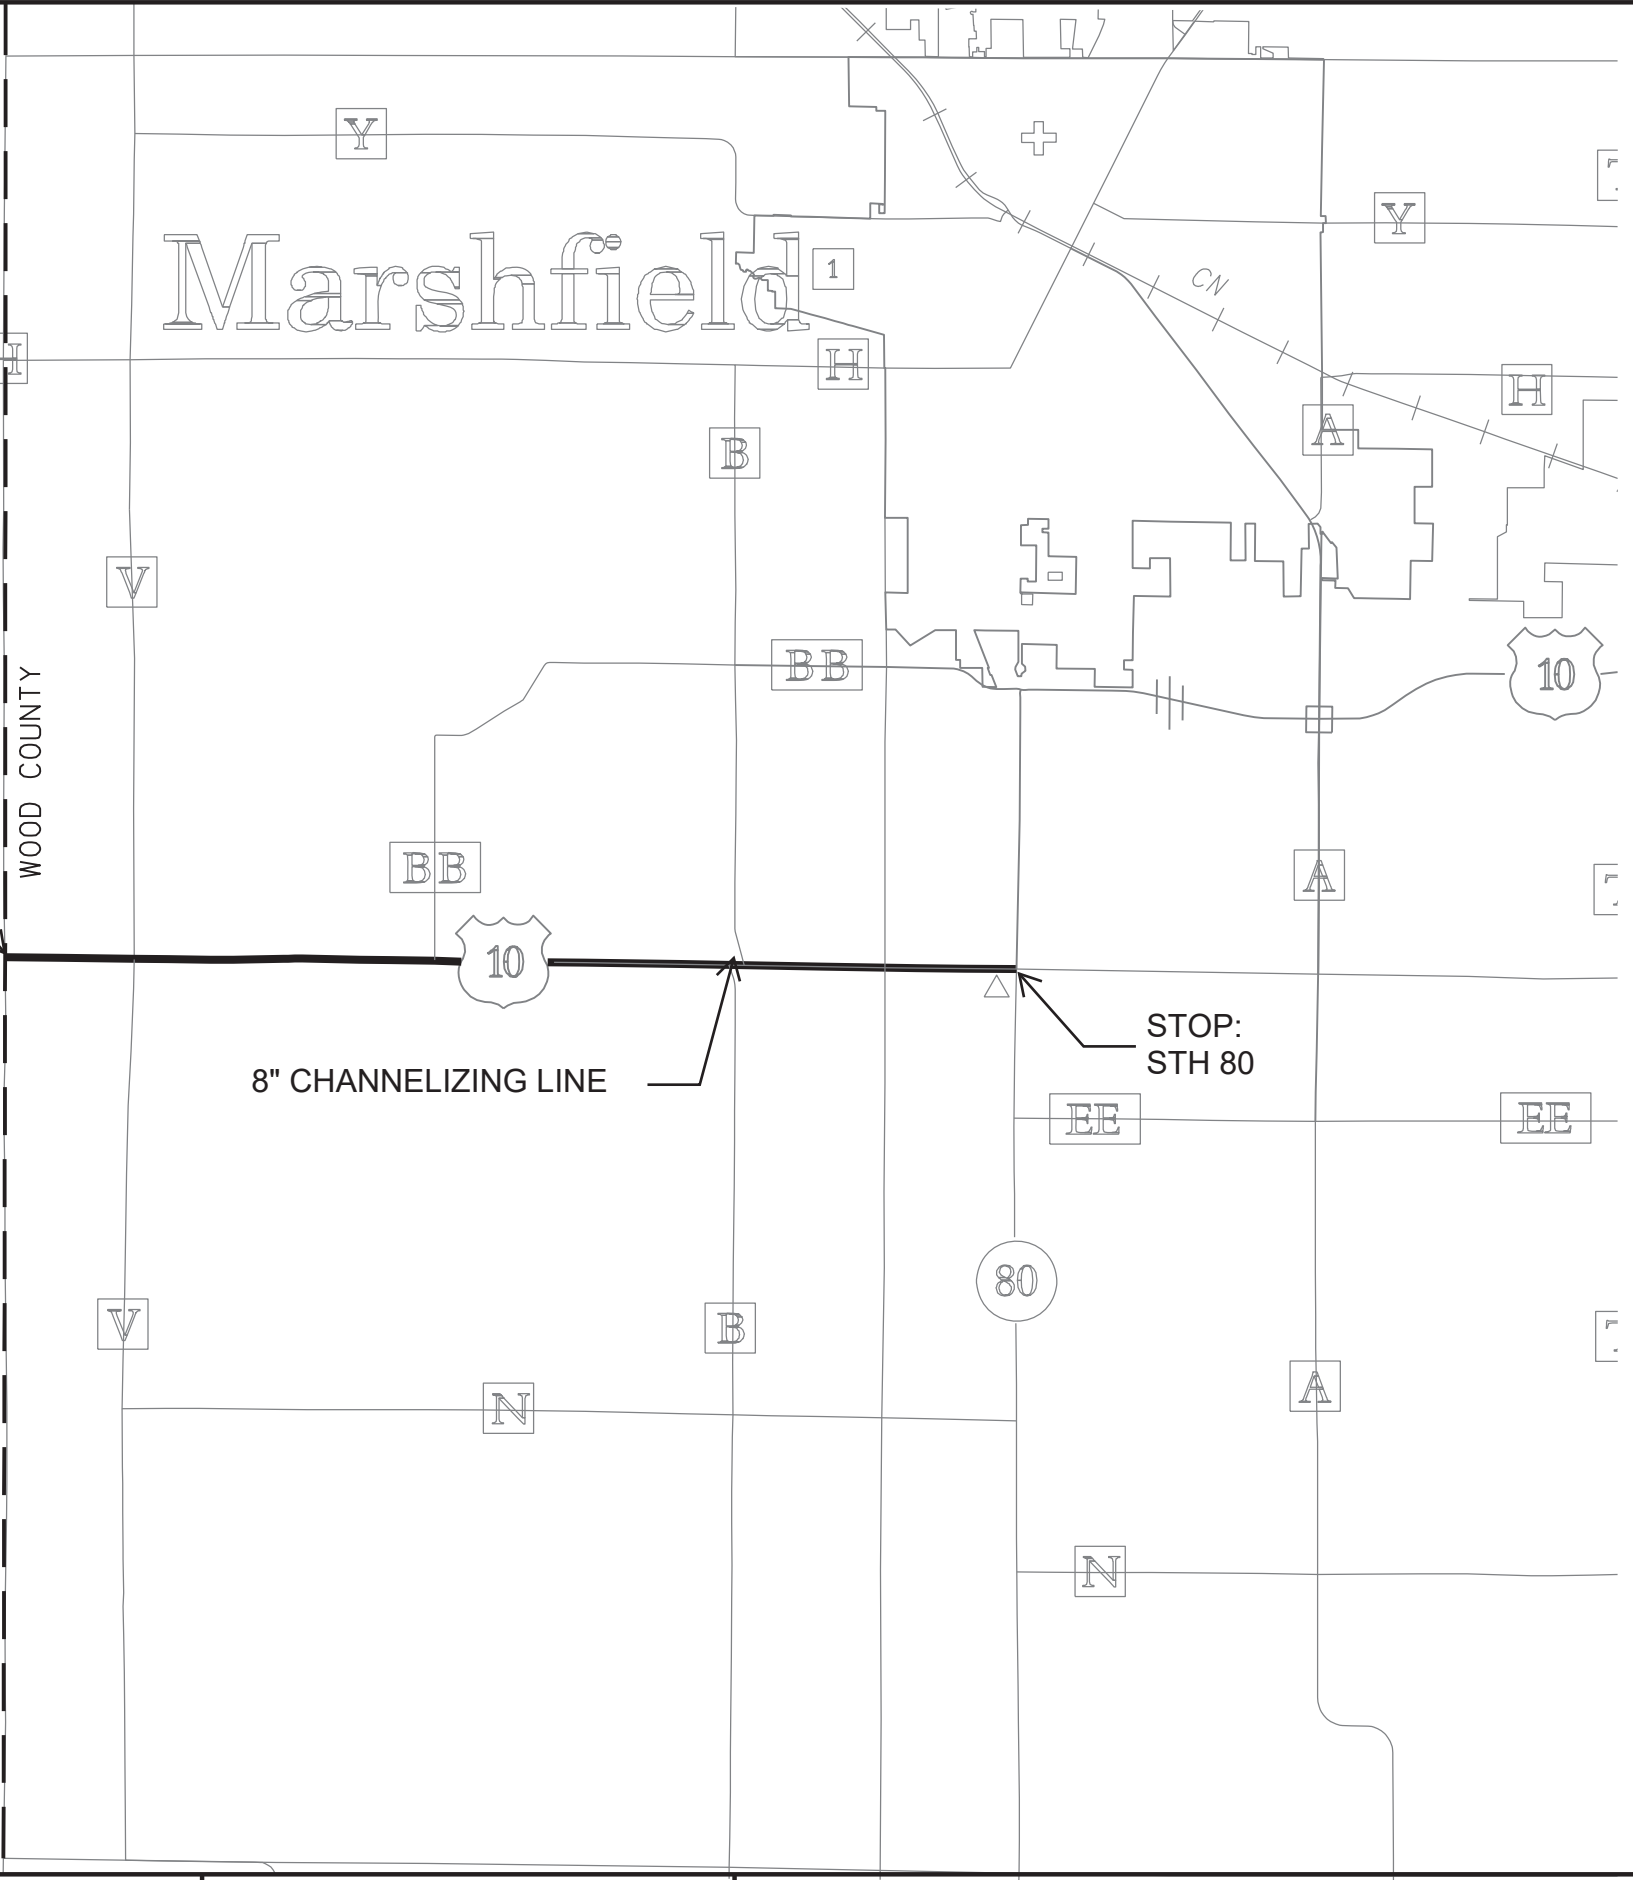 Y
Y
Marshfield
1
CN
H
H
A
B
V
BB
10
WOOD COUNTY
BB
A
10
STOP:
STH 80
8" CHANNELIZING LINE
EE
EE
80
V
B
A
N
N